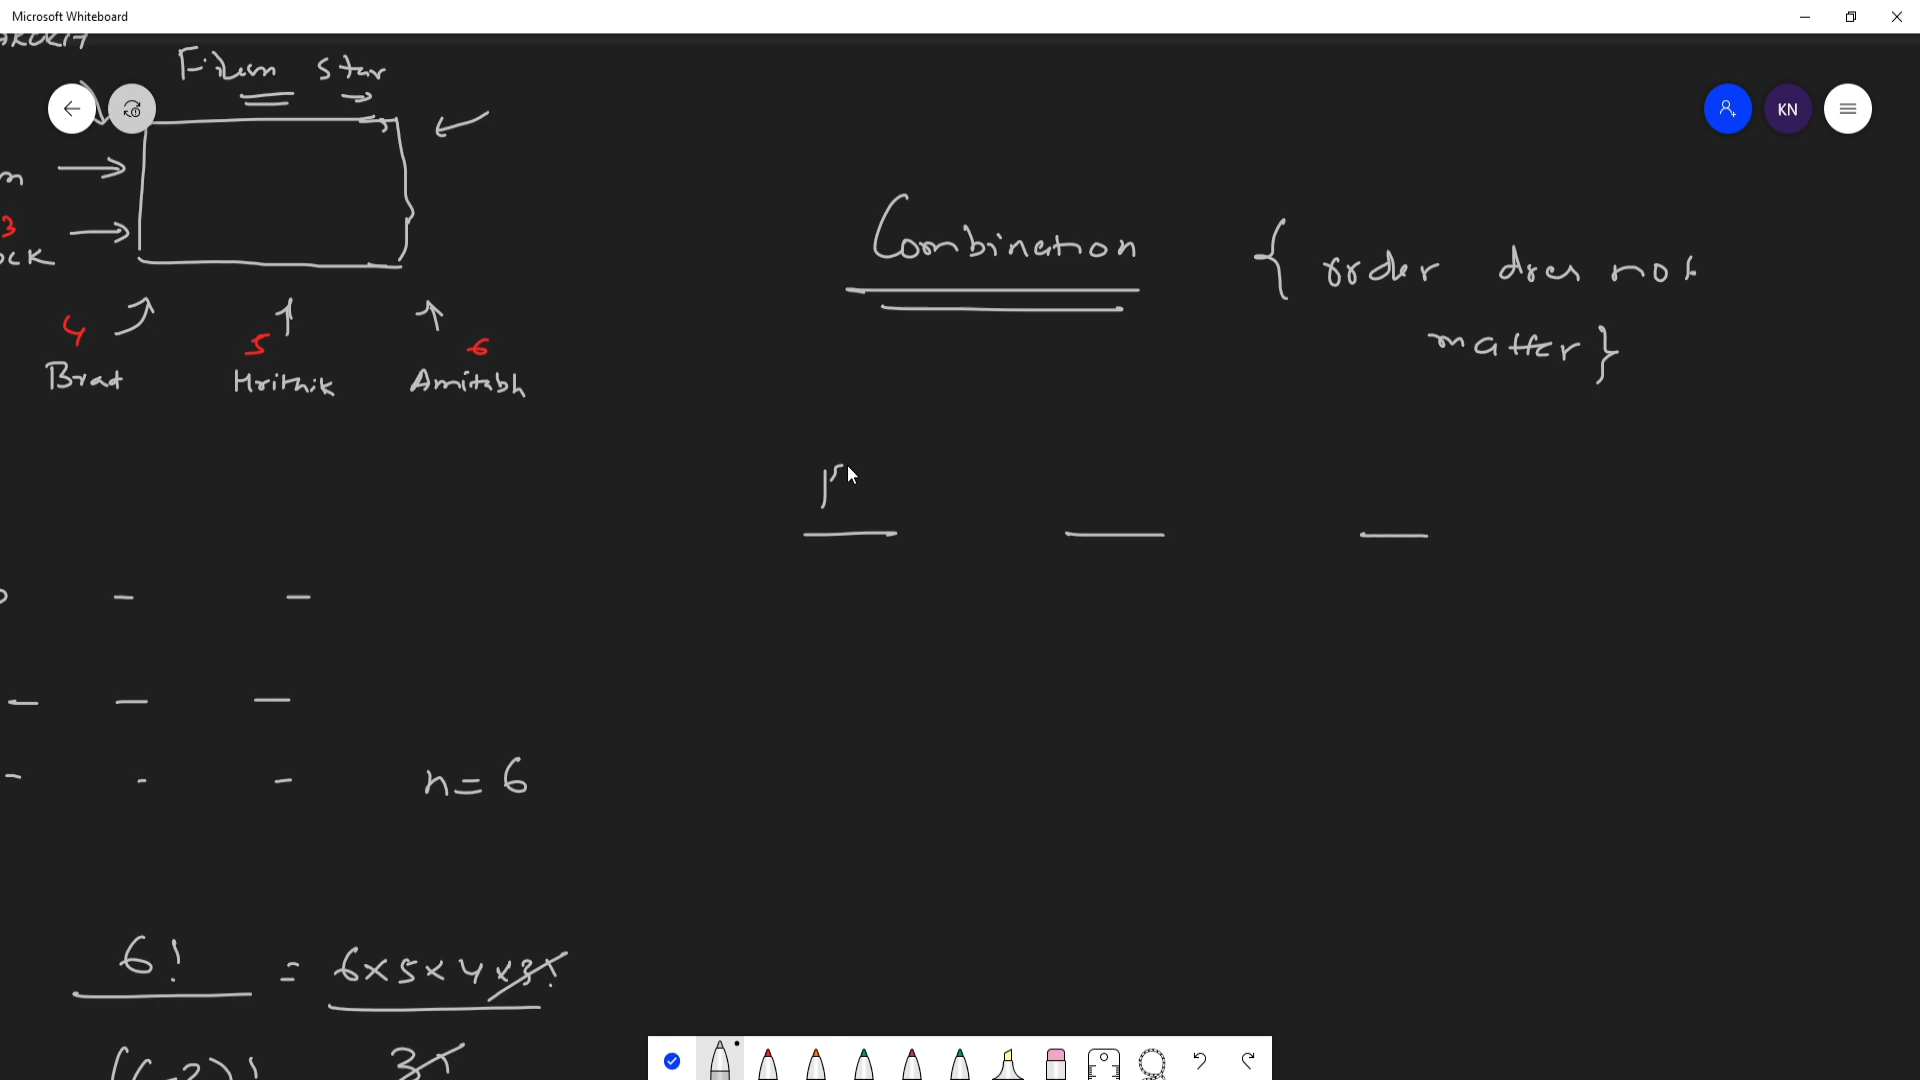 Microsoft Whiteboard
Film star
KN
Combination { order does not
matter }
3
4
5
6
Brad Hrithik Amitabh
n = 6
6! = 6×5×4×3!